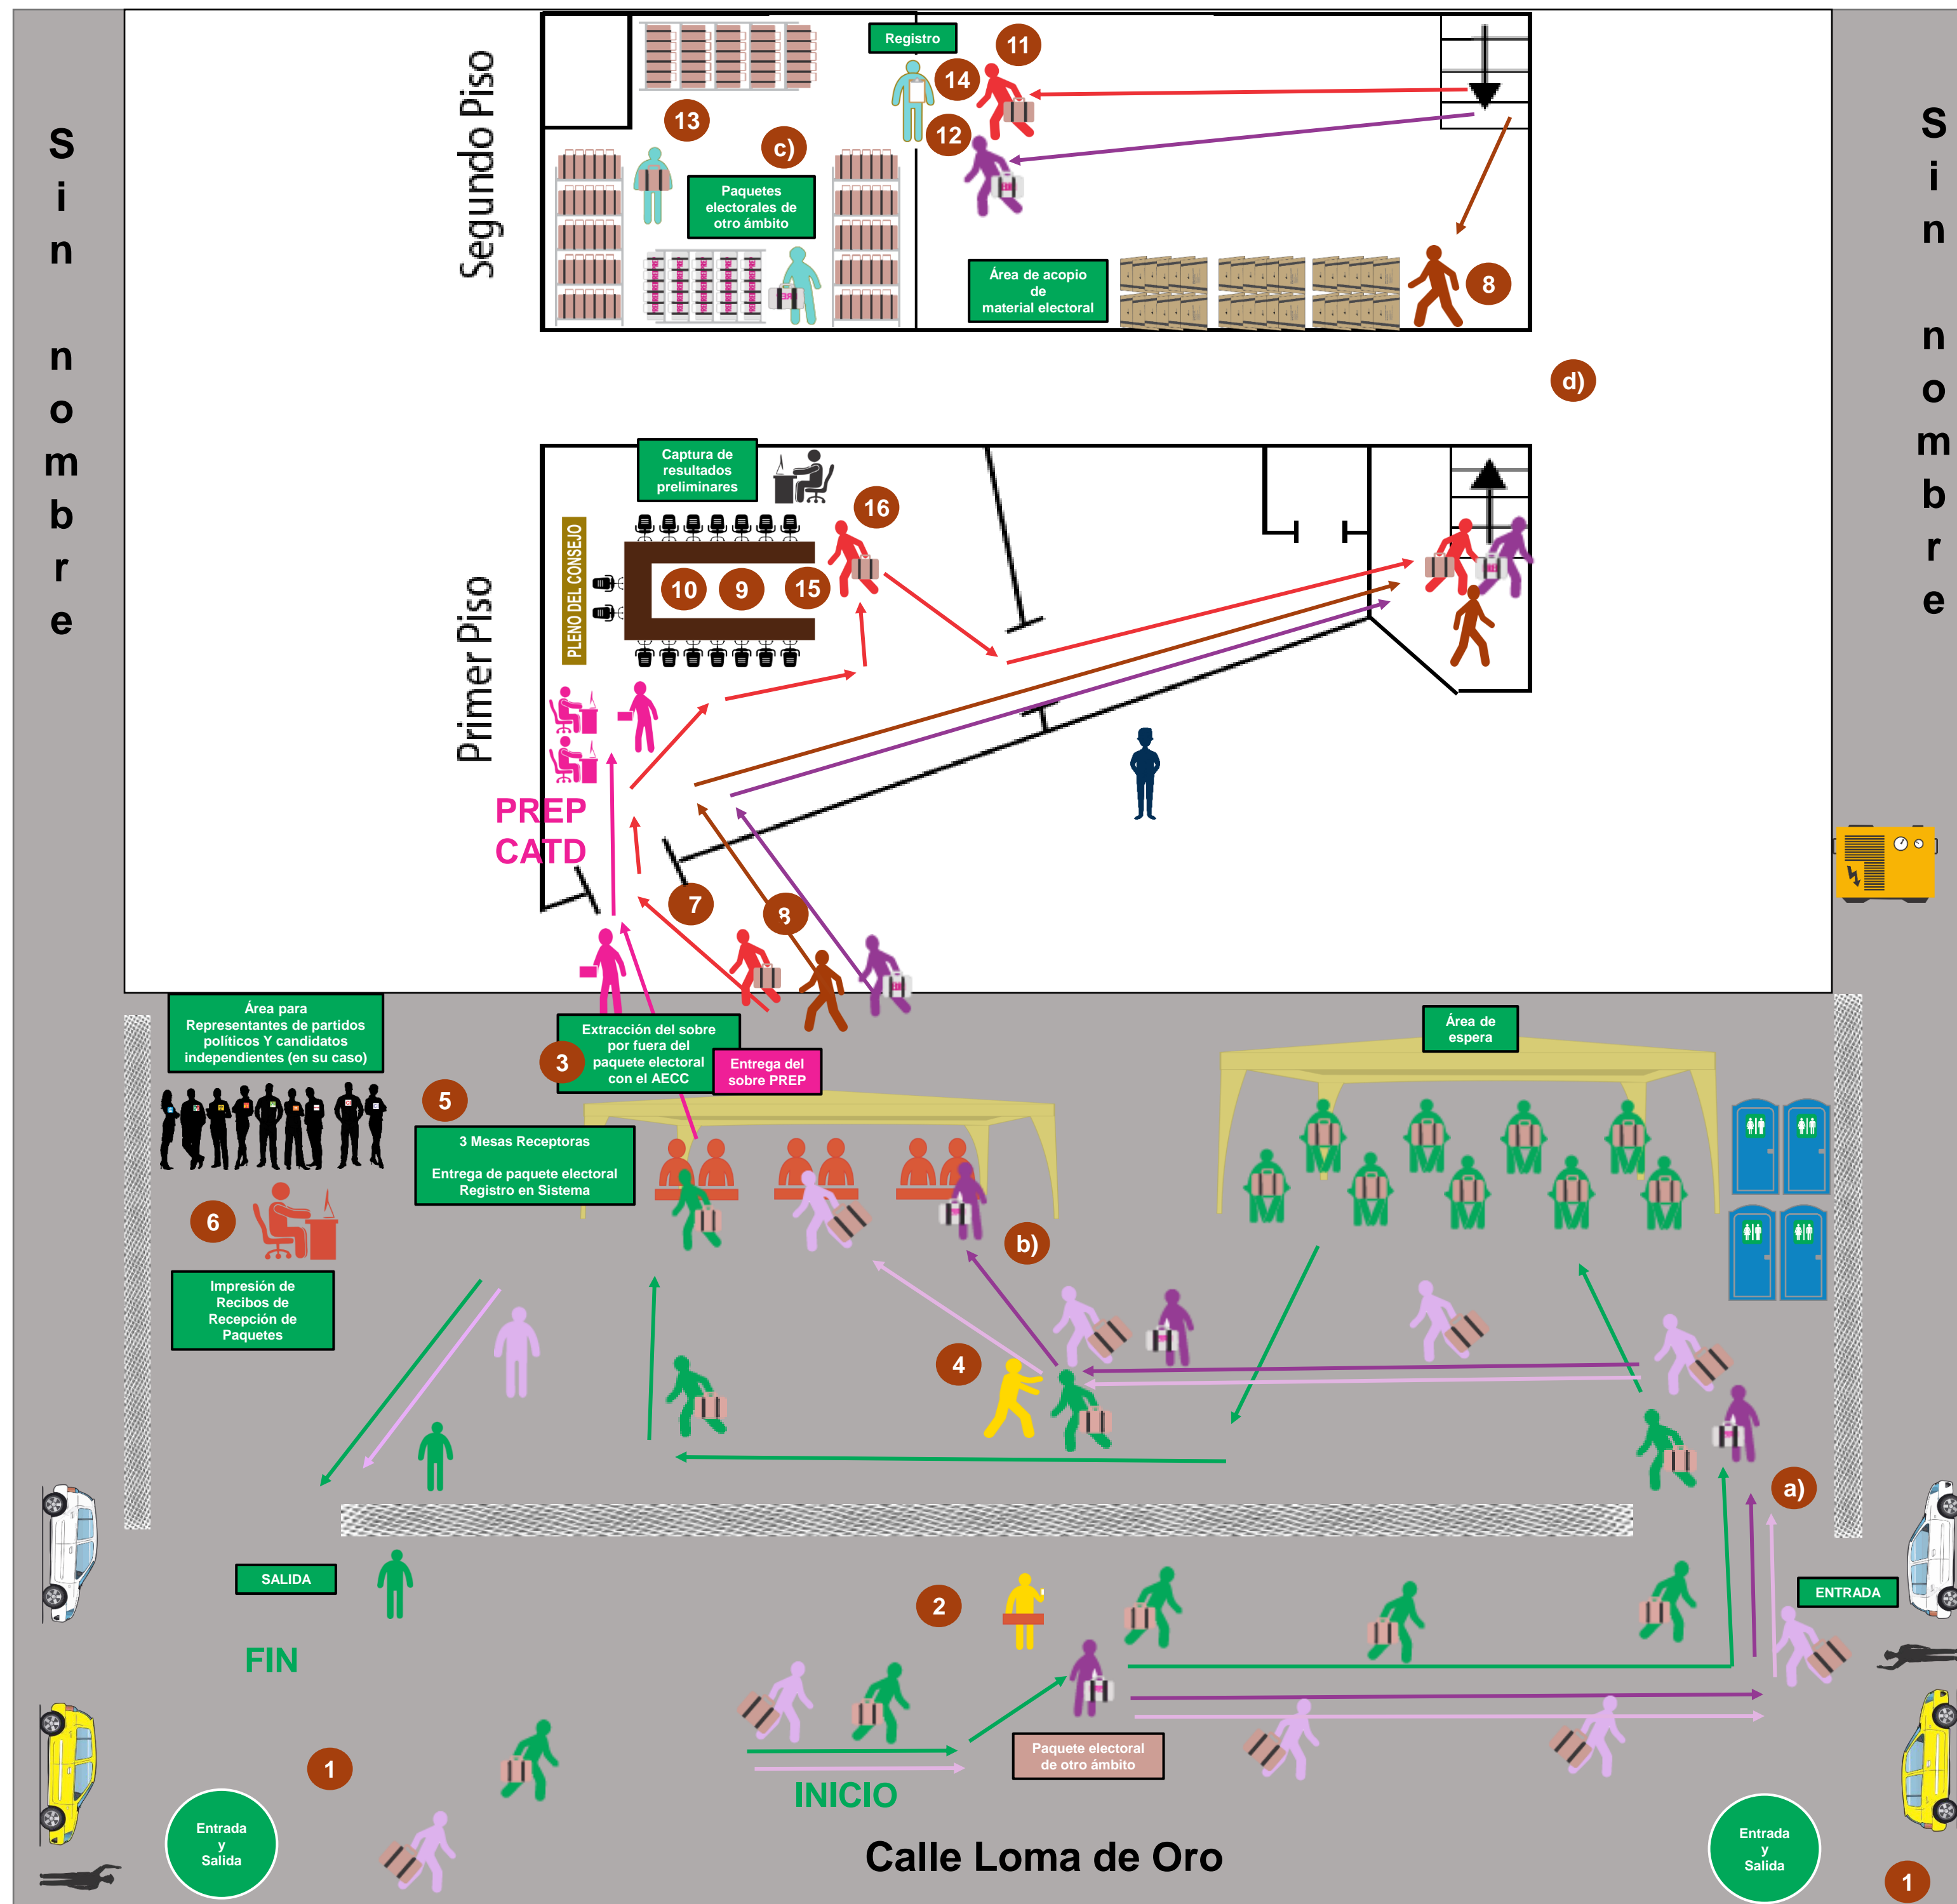 Sin nombre
Sin nombre
Segundo Piso
Registro
11
14
12
13
c)
Paquetes
electorales de
otro ámbito
Área de acopio
de
material electoral
8
d)
Primer Piso
Captura de
resultados
preliminares
16
PLENO DEL CONSEJO
10
9
15
PREP
CATD
7
8
Área para
Representantes de partidos
políticos Y candidatos
independientes (en su caso)
3
Extracción del sobre
por fuera del
paquete electoral
con el AECC
Entrega del
sobre PREP
Área de
espera
5
3 Mesas Receptoras
Entrega de paquete electoral
Registro en Sistema
6
Impresión de
Recibos de
Recepción de
Paquetes
b)
4
a)
SALIDA
2
ENTRADA
FIN
1
Paquete electoral
de otro ámbito
INICIO
Entrada
y
Salida
Calle Loma de Oro
Entrada
y
Salida
1